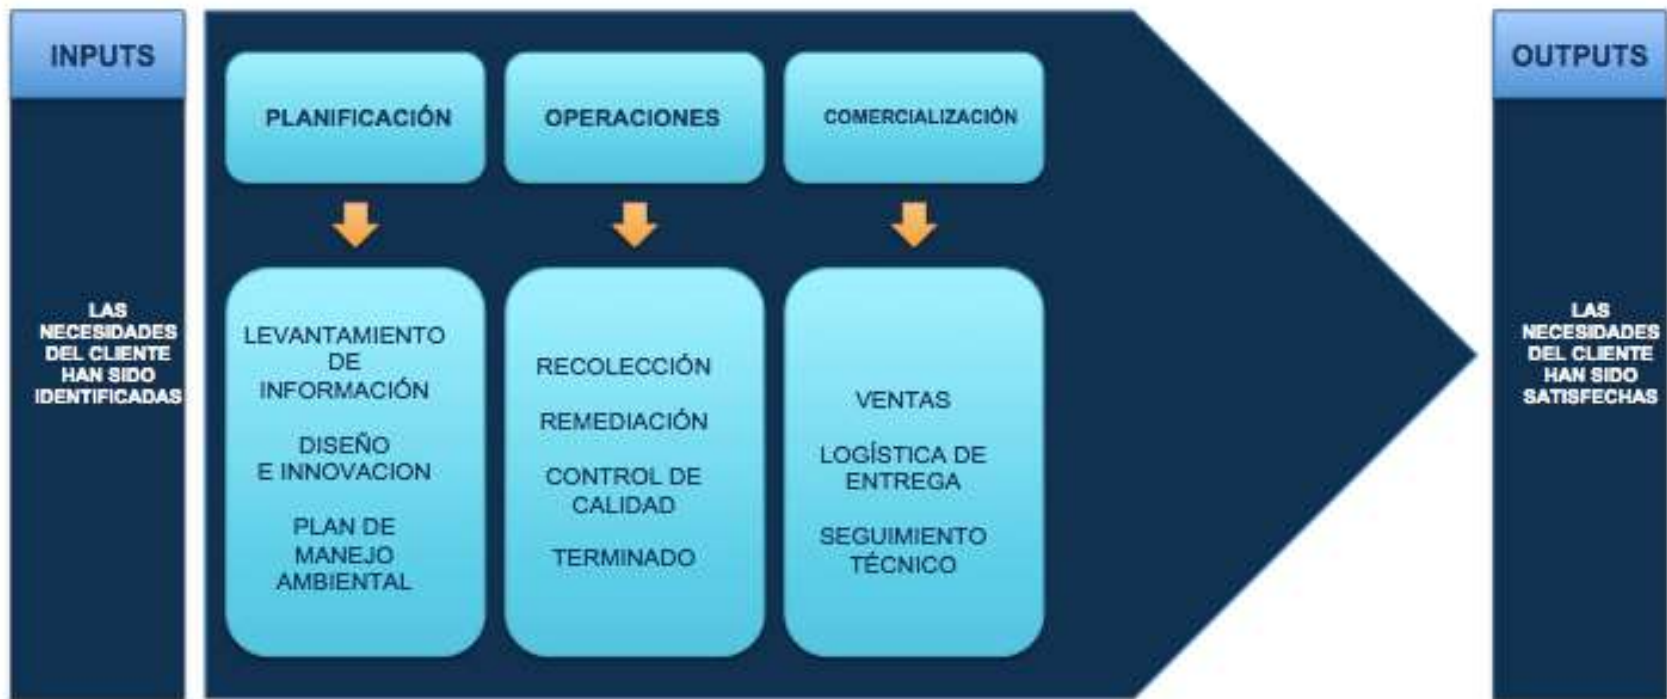 INPUTS
LAS
NECESIDADES
DEL CLIENTE
HAN SIDO
IDENTIFICADAS
PLANIFICACIÓN
LEVANTAMIENTO
DE
INFORMACIÓN
DISEÑO
E INNOVACION
PLAN DE
MANEJO
AMBIENTAL
OPERACIONES
RECOLECCIÓN
REMEDIACIÓN
CONTROL DE
CALIDAD
TERMINADO
COMERCIALIZACIÓN
VENTAS
LOGÍSTICA DE
ENTREGA
SEGUIMIENTO
TÉCNICO
OUTPUTS
LAS
NECESIDADES
DEL CLIENTE
HAN SIDO
SATISFECHAS